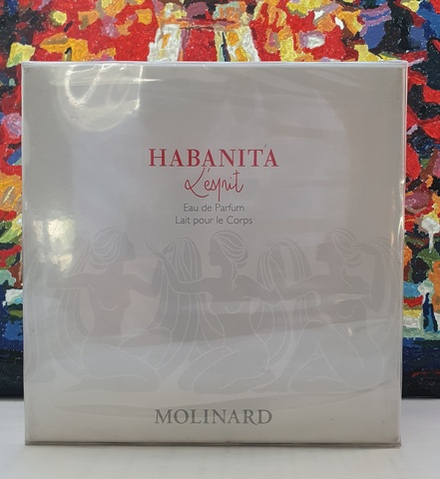 HABANITA
L'esprit
Eau de Parfum
Lait pour le Corps
MOLINARD